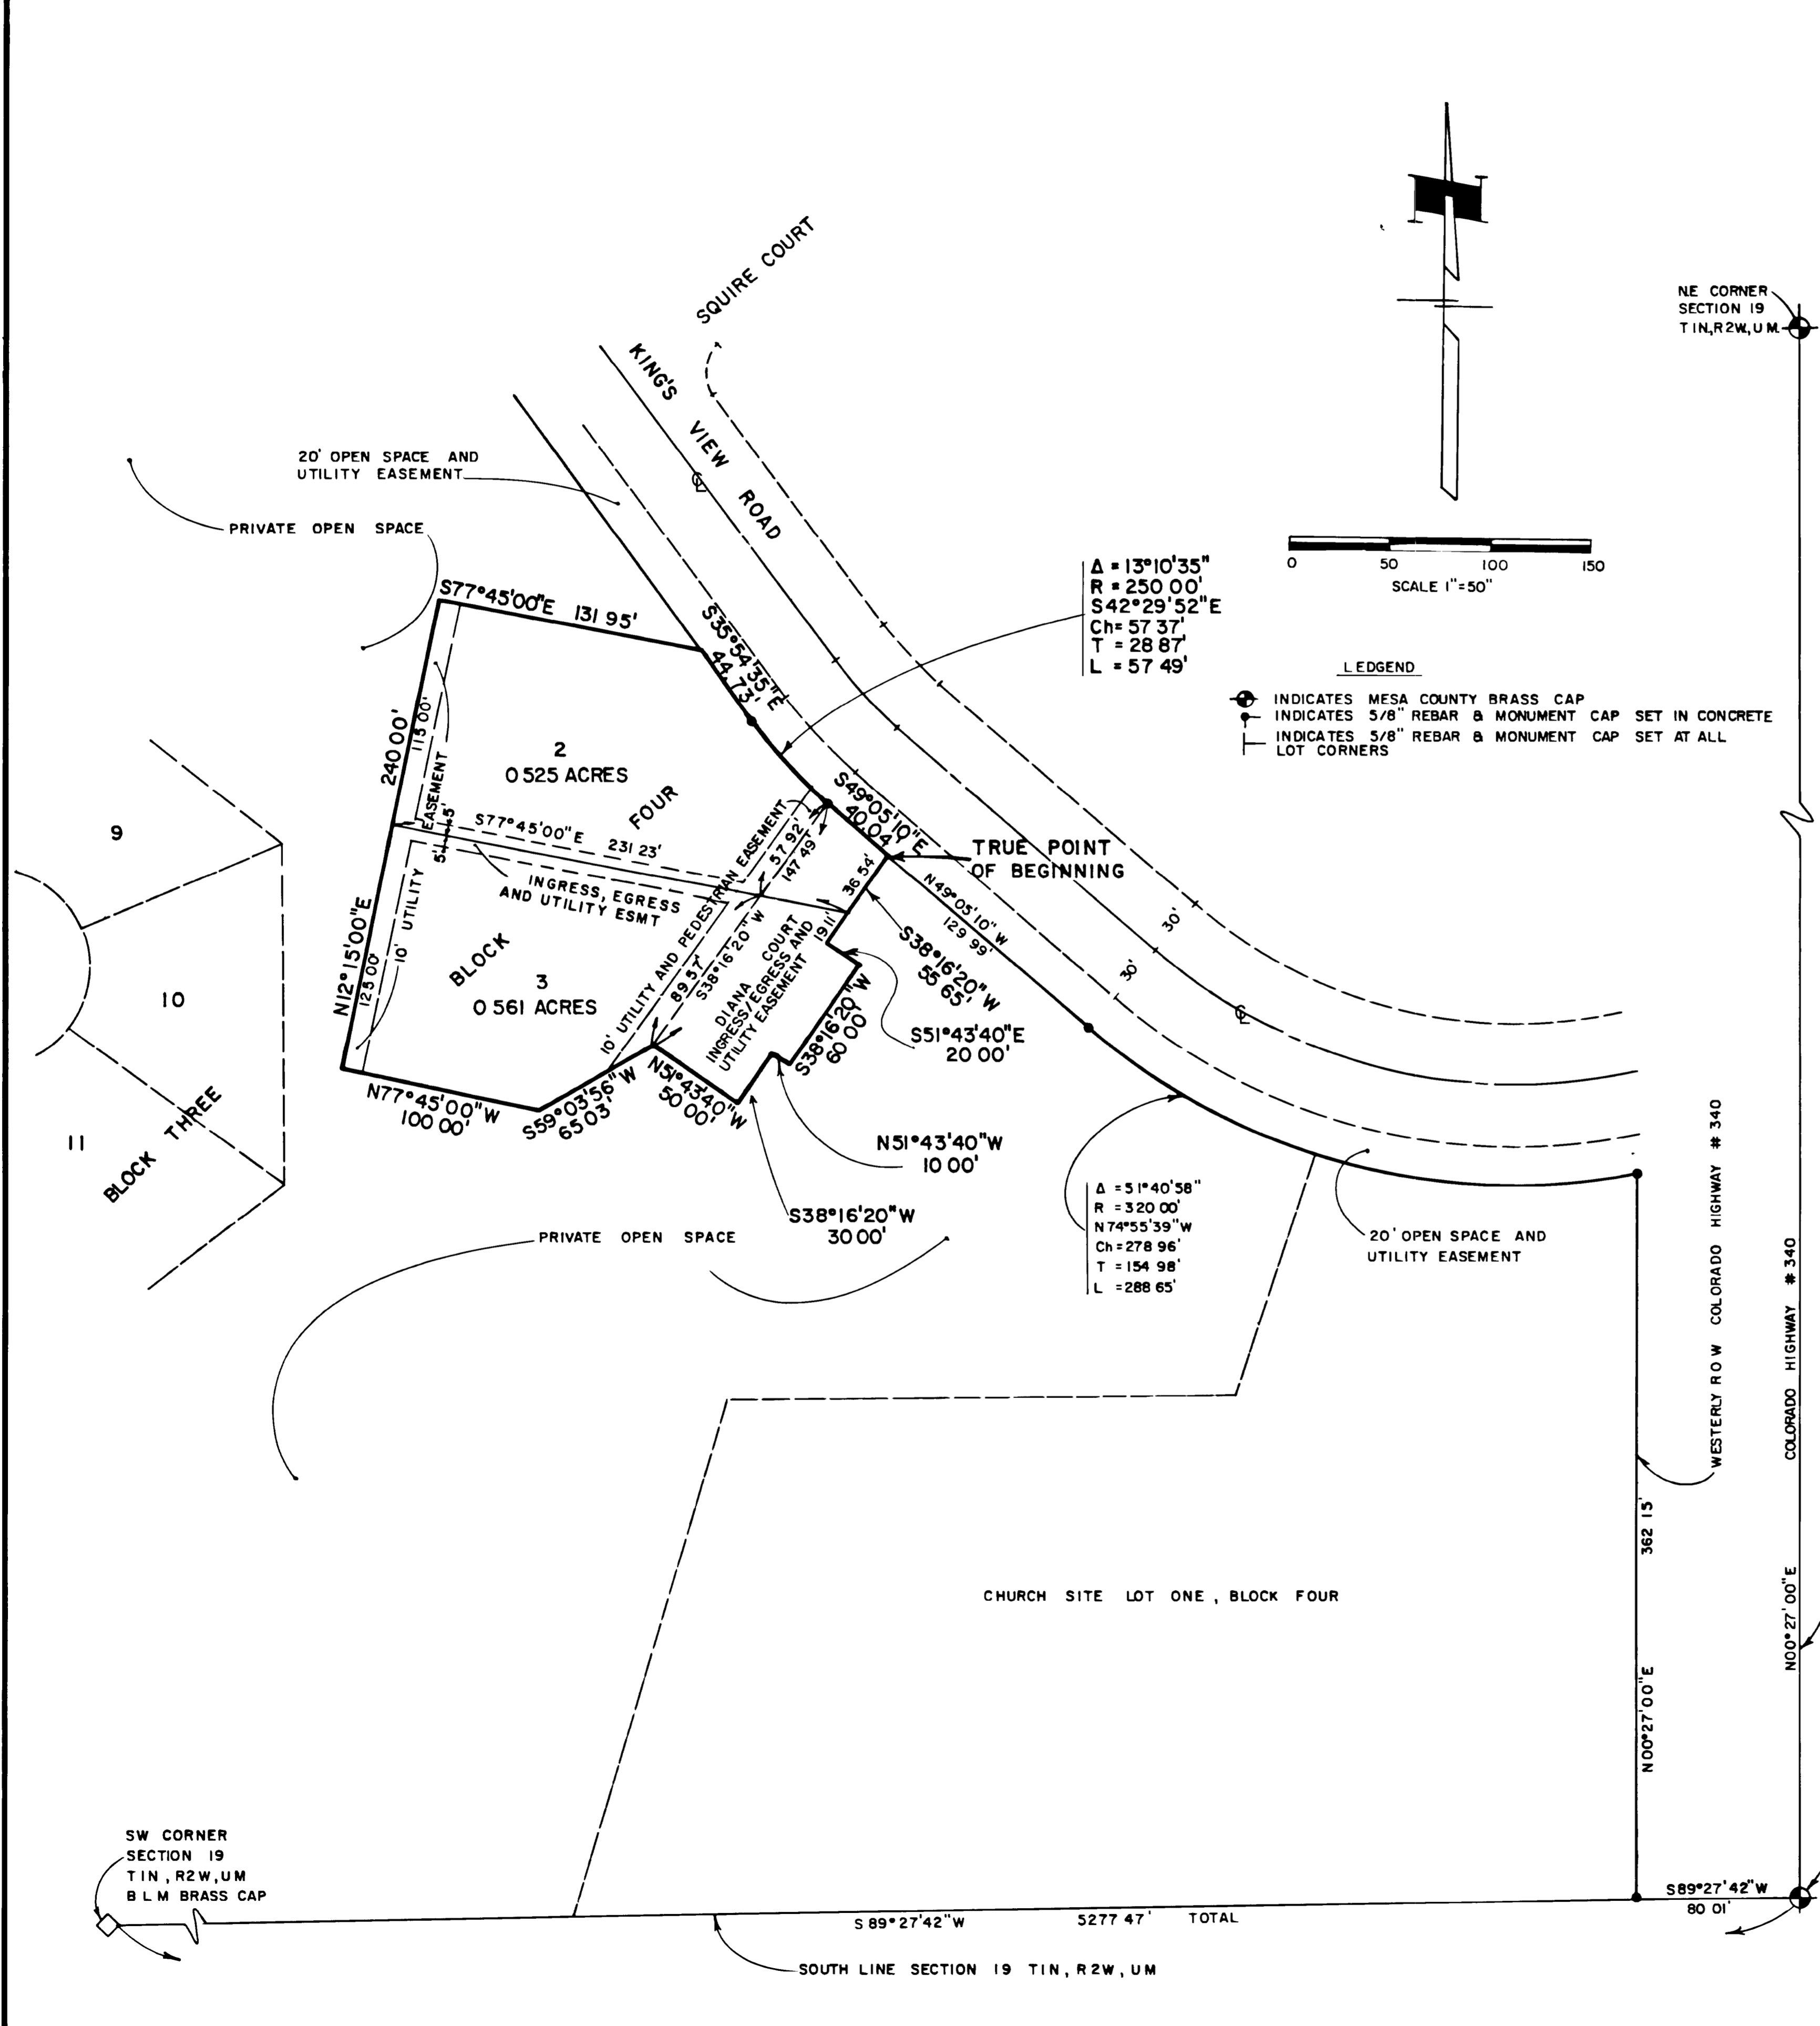 SQUIRE COURT
KING'S VIEW ROAD
℄
NE CORNER
SECTION 19
T1N,R2W,UM
20' OPEN SPACE AND
UTILITY EASEMENT
PRIVATE OPEN SPACE
0 50 100 150
SCALE 1"=50"
Δ = 13°10'35"
R = 250 00'
S42°29'52"E
Ch= 57 37'
T = 28 87'
L = 57 49'
LEDGEND
INDICATES MESA COUNTY BRASS CAP
INDICATES 5/8" REBAR & MONUMENT CAP SET IN CONCRETE
INDICATES 5/8" REBAR & MONUMENT CAP SET AT ALL
LOT CORNERS
S77°45'00"E 131 95'
S35°54'35"E
44.73'
240 00'
115 00'
2
0 525 ACRES
BLOCK FOUR
10' UTILITY EASEMENT
5' 5'
S77°45'00"E 231 23'
INGRESS, EGRESS
AND UTILITY ESMT
10' UTILITY AND PEDESTRIAN EASEMENT
57 92'
147 49'
S49°05'10"E
40.04'
TRUE POINT
OF BEGINNING
36 54'
19 11'
N49°05'10"W
129 99'
30'
30'
℄
S38°16'20"W
55 65'
S51°43'40"E
20 00'
S38°16'20"W
60 00'
89 57'
S38°16'20"W
DIANA COURT
INGRESS/EGRESS AND
UTILITY EASEMENT
3
0 561 ACRES
N12°15'00"E
125 00'
N77°45'00"W
100 00'
S59°03'56"W
65 03'
N51°43'40"W
50 00'
N51°43'40"W
10 00'
S38°16'20"W
30 00'
9
10
11
BLOCK THREE
PRIVATE OPEN SPACE
Δ = 51°40'58"
R = 320 00'
N74°55'39"W
Ch= 278 96'
T = 154 98'
L = 288 65'
20' OPEN SPACE AND
UTILITY EASEMENT
WESTERLY ROW COLORADO HIGHWAY # 340
COLORADO HIGHWAY # 340
N00°27'00"E
362 15'
N00°27'00"E
CHURCH SITE LOT ONE, BLOCK FOUR
SW CORNER
SECTION 19
T1N, R2W, UM
BLM BRASS CAP
S89°27'42"W
80 01'
S 89°27'42"W 5277 47' TOTAL
SOUTH LINE SECTION 19 T1N, R2W, UM